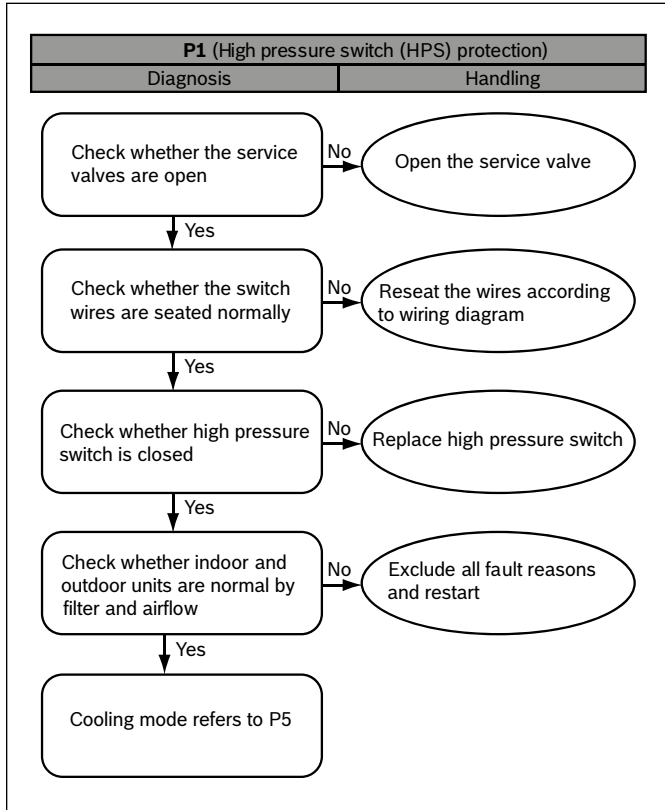 P1 (High pressure switch (HPS) protection)
Diagnosis
Handling
Check whether the service
valves are open
No
Open the service valve
Yes
Check whether the switch
wires are seated normally
No
Reseat the wires according
to wiring diagram
Yes
Check whether high pressure
switch is closed
No
Replace high pressure switch
Yes
Check whether indoor and
outdoor units are normal by
filter and airflow
No
Exclude all fault reasons
and restart
Yes
Cooling mode refers to P5